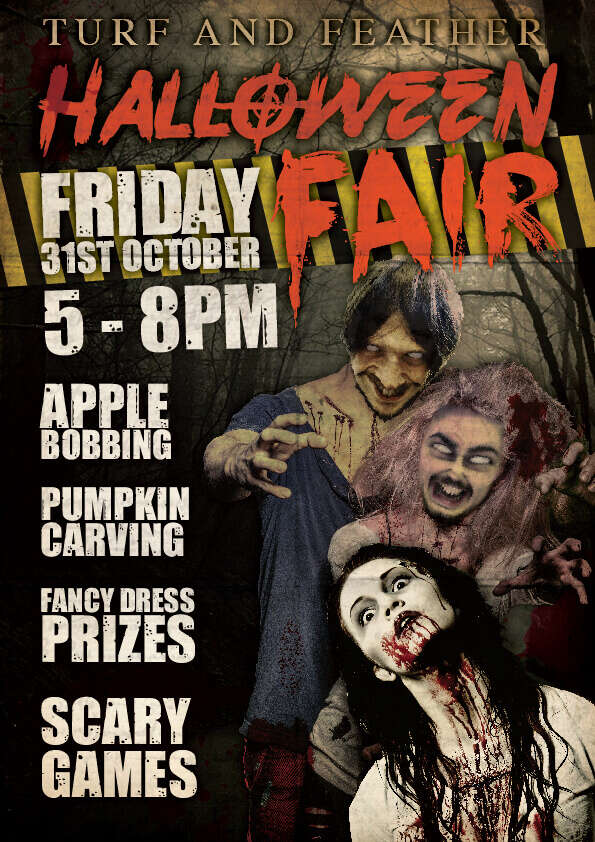 TURF AND FEATHER
HALLOWEEN
FAIR
FRIDAY
31ST OCTOBER
5 - 8PM
APPLE
BOBBING
PUMPKIN
CARVING
FANCY DRESS
PRIZES
SCARY
GAMES